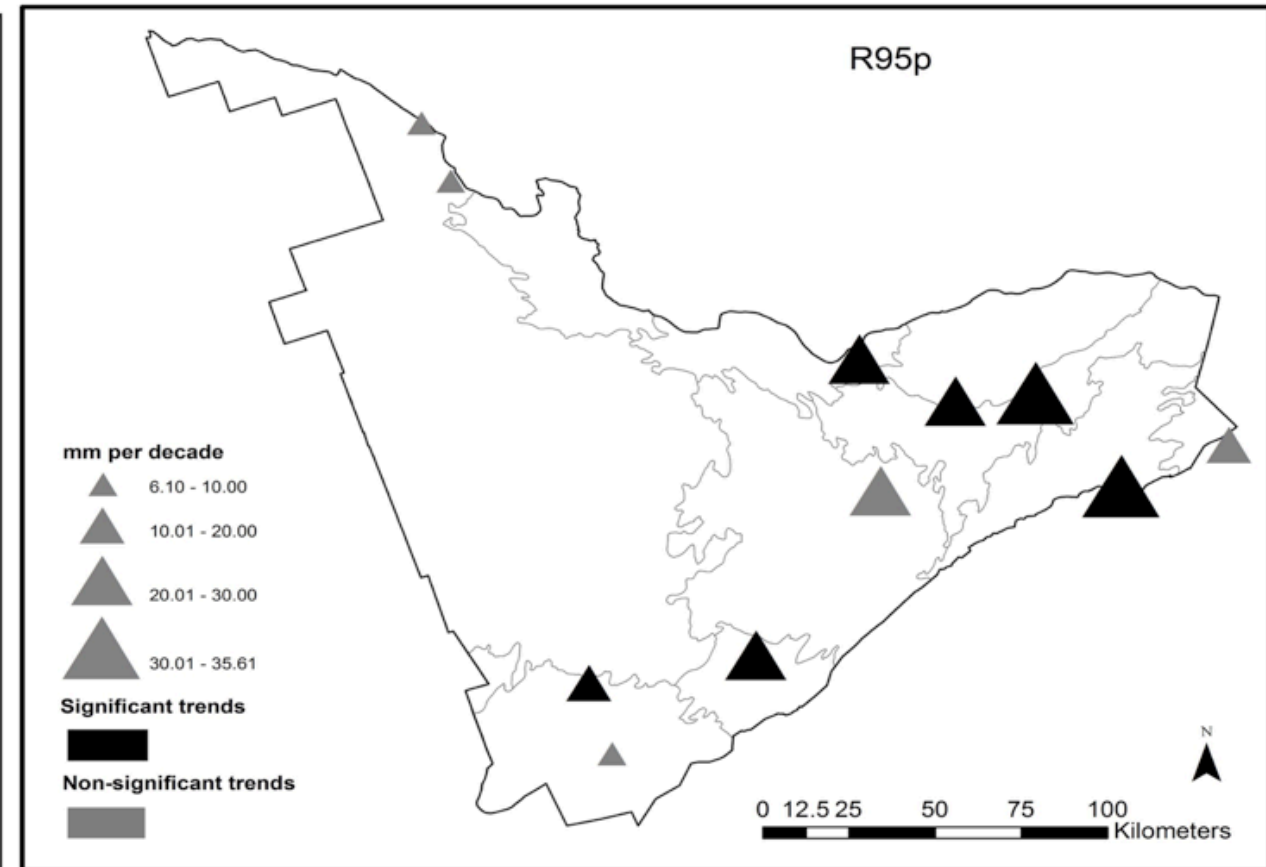 R95p
mm per decade
6.10 - 10.00
10.01 - 20.00
20.01 - 30.00
30.01 - 35.61
Significant trends
Non-significant trends
N
0 12.5 25 50 75 100
Kilometers